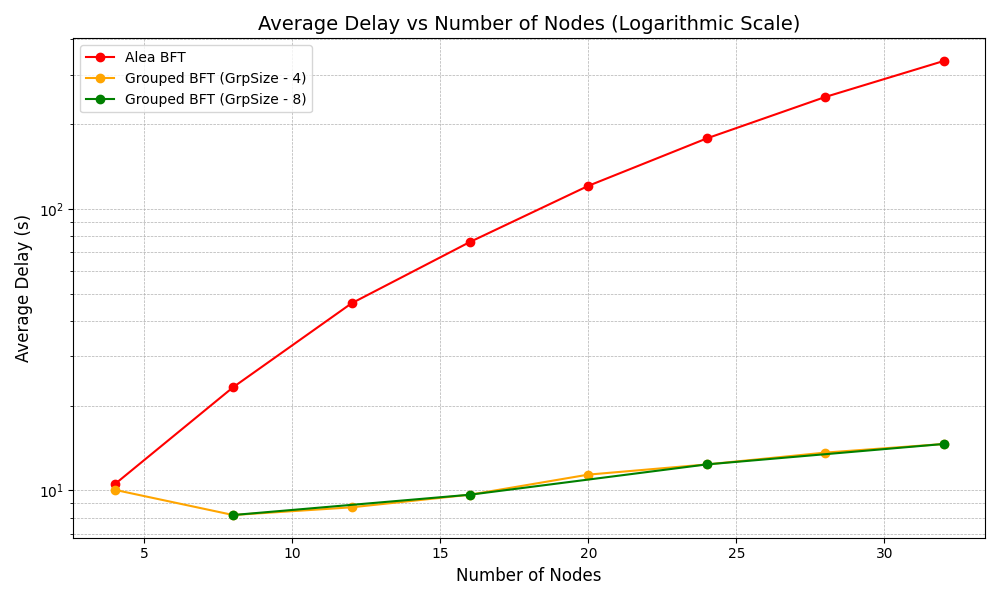 Average Delay vs Number of Nodes (Logarithmic Scale)
Alea BFT
Grouped BFT (GrpSize - 4)
Grouped BFT (GrpSize - 8)
Average Delay (s)
10²
10¹
5 10 15 20 25 30
Number of Nodes